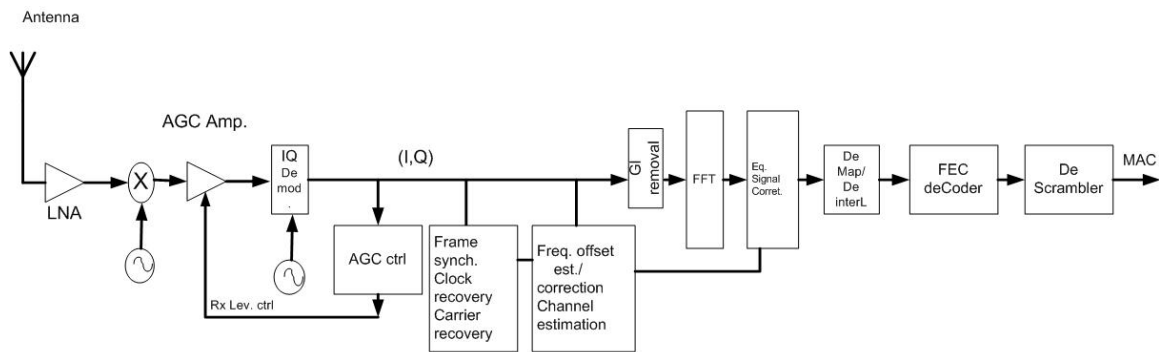 Antenna
LNA
X
AGC Amp.
Rx Lev. ctrl
IQ
De
mod
.
(I,Q)
AGC ctrl
Frame
synch.
Clock
recovery
Carrier
recovery
Freq. offset
est./
correction
Channel
estimation
GI
removal
FFT
Eq.
Signal
Corret.
De
Map/
De
interL
FEC
deCoder
De
Scrambler
MAC